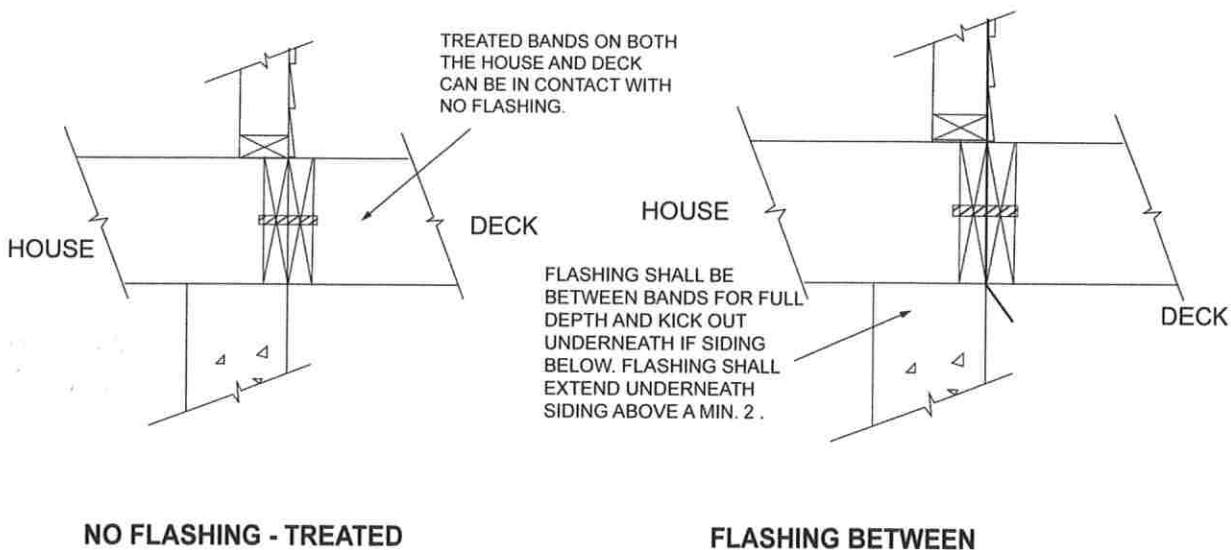 TREATED BANDS ON BOTH
THE HOUSE AND DECK
CAN BE IN CONTACT WITH
NO FLASHING.
HOUSE
DECK
HOUSE
DECK
FLASHING SHALL BE
BETWEEN BANDS FOR FULL
DEPTH AND KICK OUT
UNDERNEATH IF SIDING
BELOW. FLASHING SHALL
EXTEND UNDERNEATH
SIDING ABOVE A MIN. 2 .
NO FLASHING - TREATED
FLASHING BETWEEN